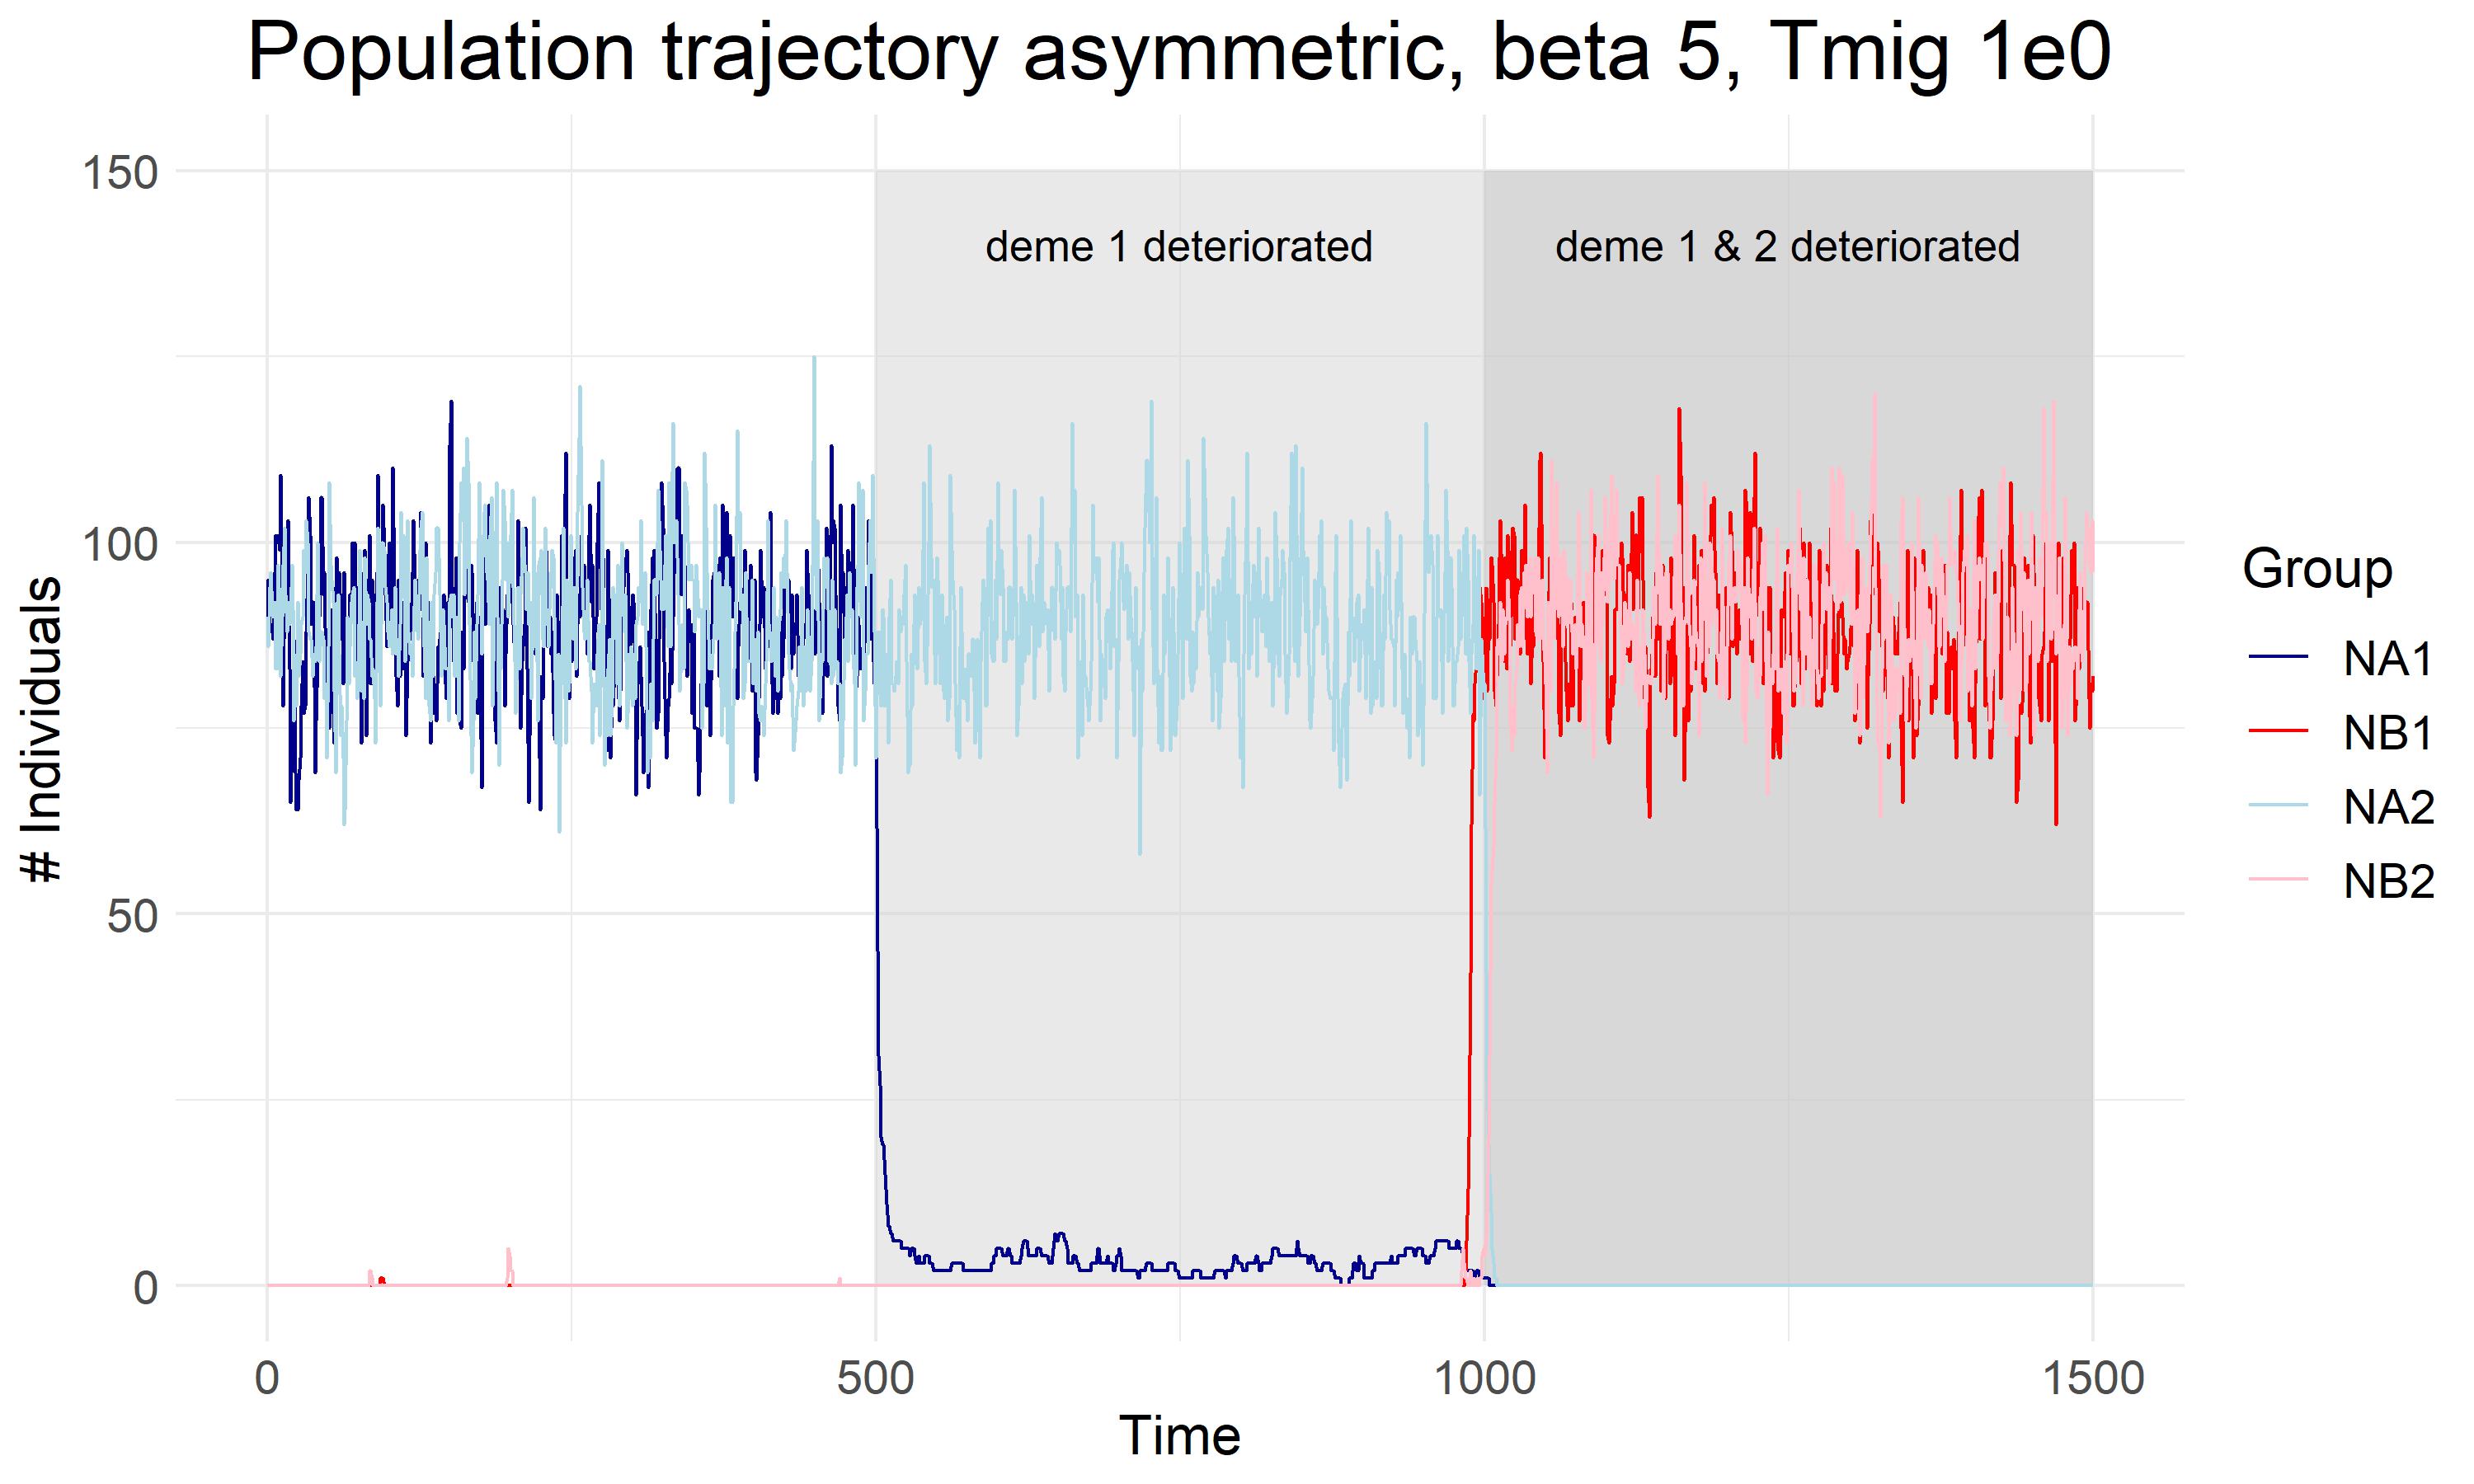 Population trajectory asymmetric, beta 5, Tmig 1e0
150
100
50
0
# Individuals
deme 1 deteriorated
deme 1 & 2 deteriorated
0
500
1000
1500
Time
Group
NA1
NB1
NA2
NB2